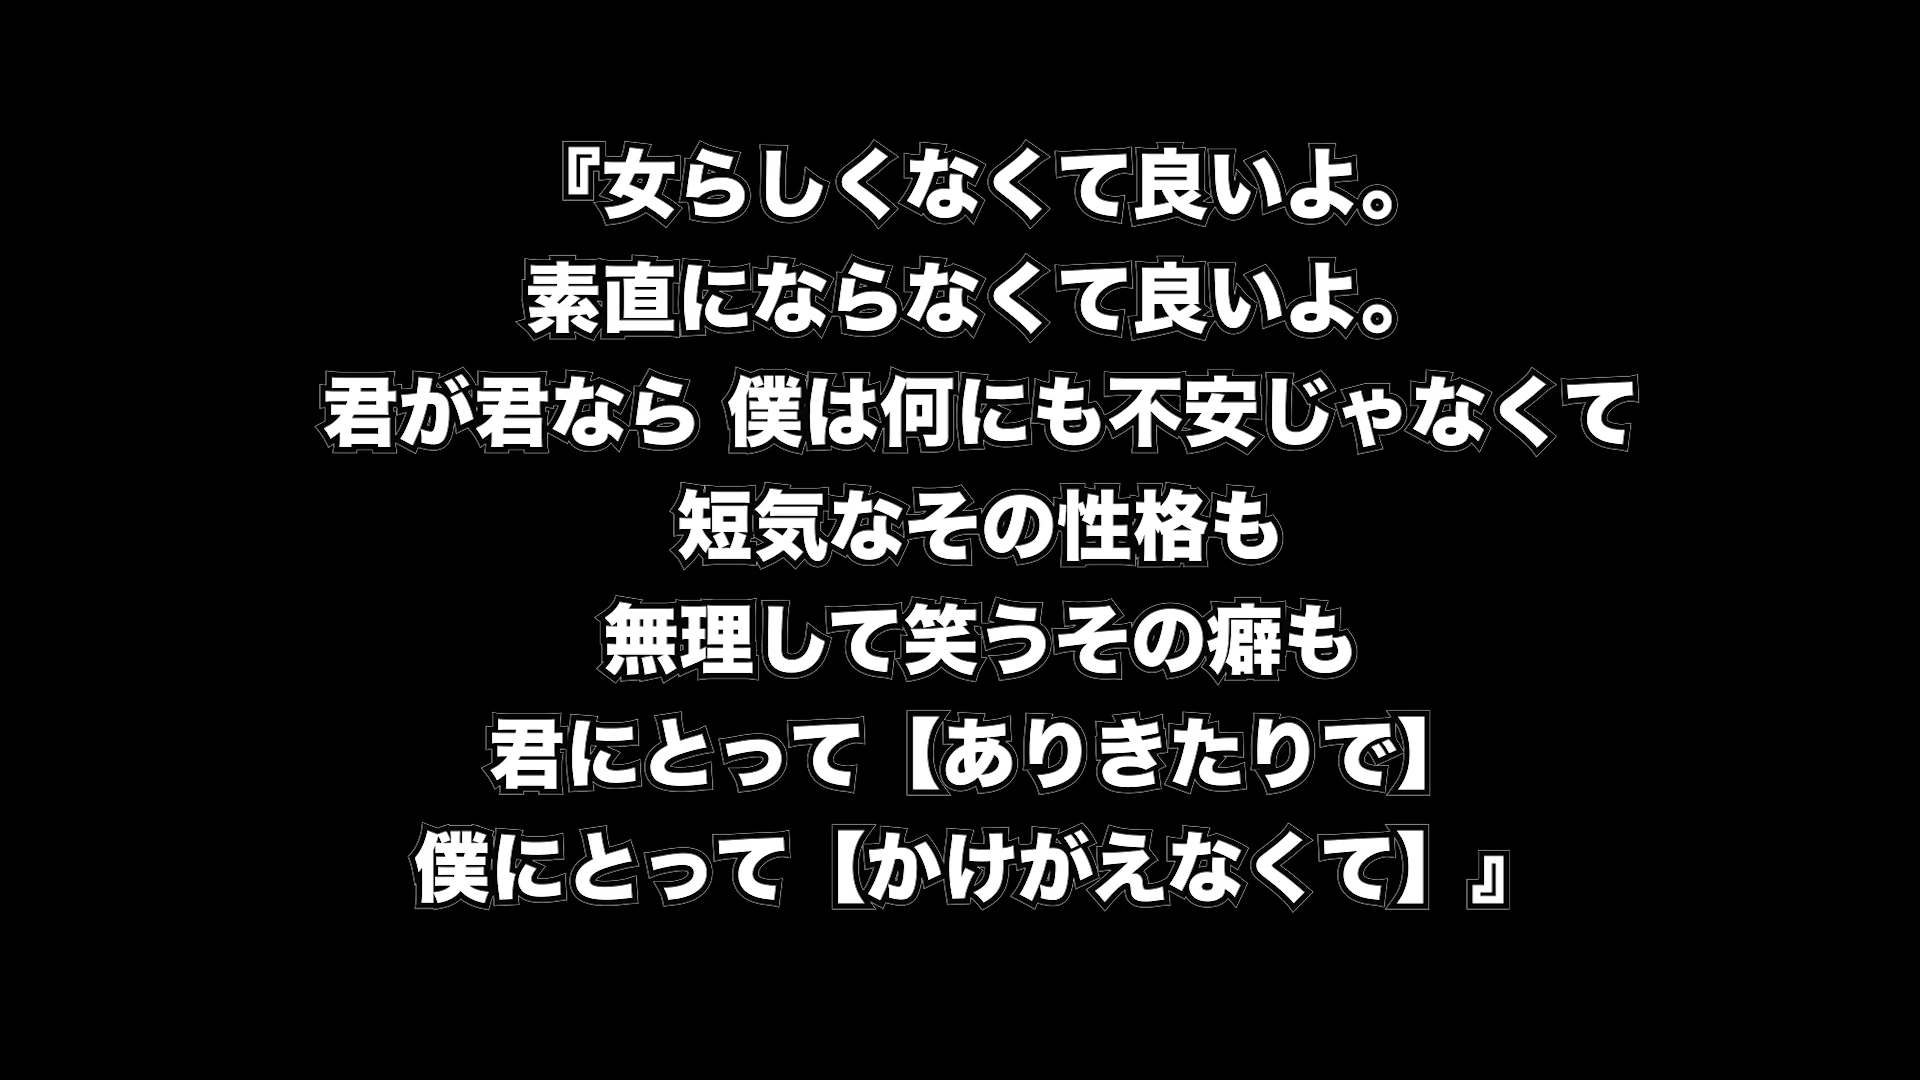 『女らしくなくて良いよ。
素直にならなくて良いよ。
君が君なら 僕は何にも不安じゃなくて
短気なその性格も
無理して笑うその癖も
君にとって【ありきたりで】
僕にとって【かけがえなくて】』